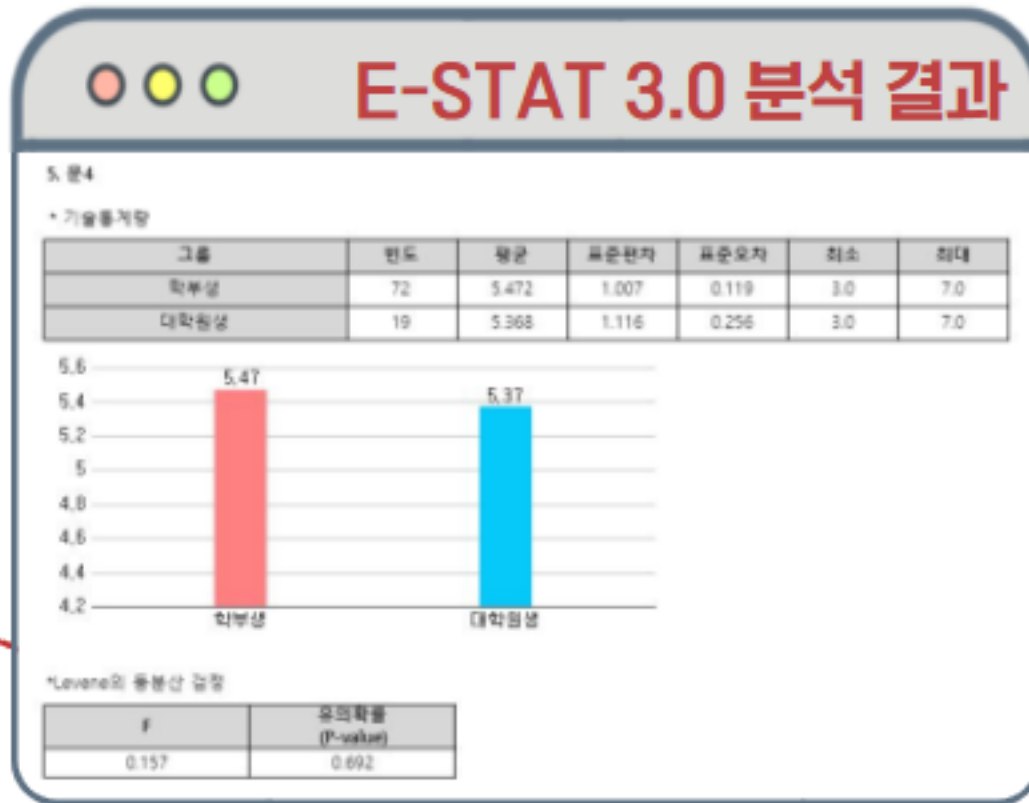 E-STAT 3.0 분석 결과
5. 문4
* 기술통계량
그룹 빈도 평균 표준편차 표준오차 최소 최대
학부생 72 5.472 1.007 0.119 3.0 7.0
대학원생 19 5.368 1.116 0.256 3.0 7.0
5.6
5.47
5.4
5.37
5.2
5
4.8
4.6
4.4
4.2
학부생 대학원생
*Levene의 등분산 검정
F 유의확률
(P-value)
0.157 0.692